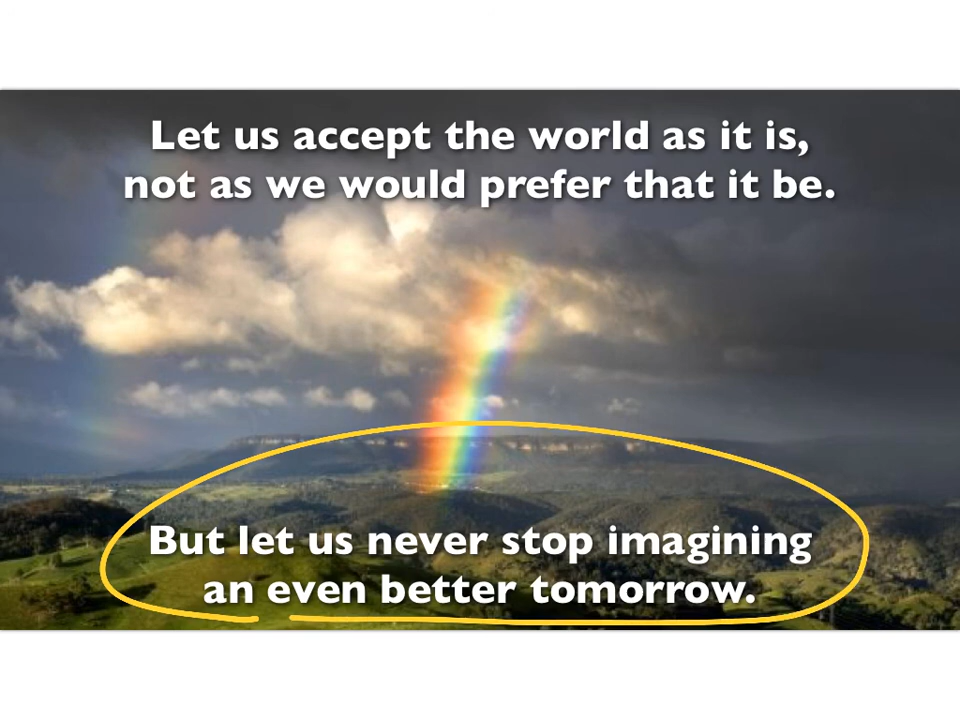 Let us accept the world as it is,
not as we would prefer that it be.
But let us never stop imagining
an even better tomorrow.